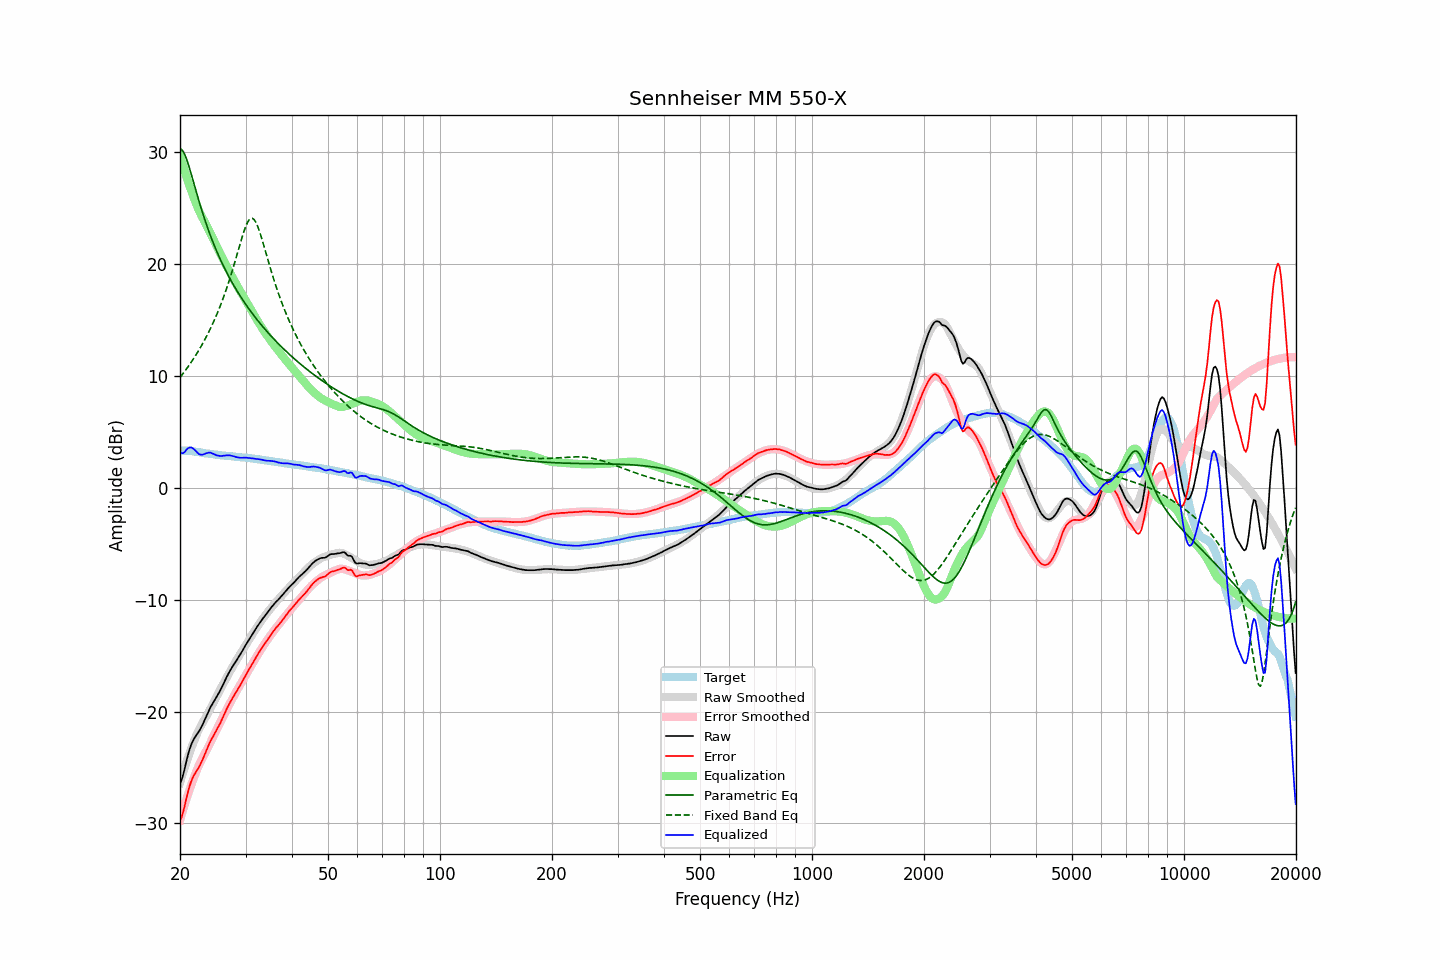 Sennheiser MM 550-X
Amplitude (dBr)
30
20
10
0
−10
−20
−30
20
50
100
200
500
1000
2000
5000
10000
20000
Frequency (Hz)
Target
Raw Smoothed
Error Smoothed
Raw
Error
Equalization
Parametric Eq
Fixed Band Eq
Equalized